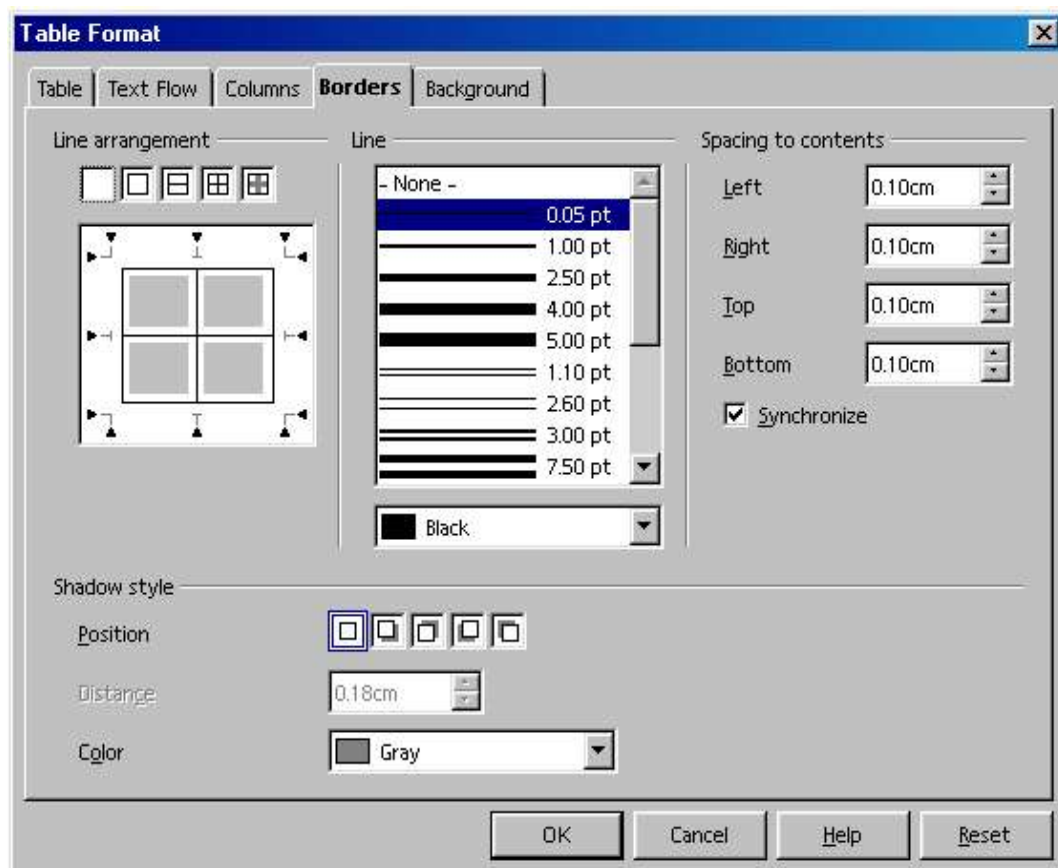 Table Format
Table
Text Flow
Columns
Borders
Background
Line arrangement
Line
- None -
0.05 pt
1.00 pt
2.50 pt
4.00 pt
5.00 pt
1.10 pt
2.60 pt
3.00 pt
7.50 pt
Black
Spacing to contents
Left
0.10cm
Right
0.10cm
Top
0.10cm
Bottom
0.10cm
Synchronize
Shadow style
Position
Distance
0.18cm
Color
Gray
OK
Cancel
Help
Reset